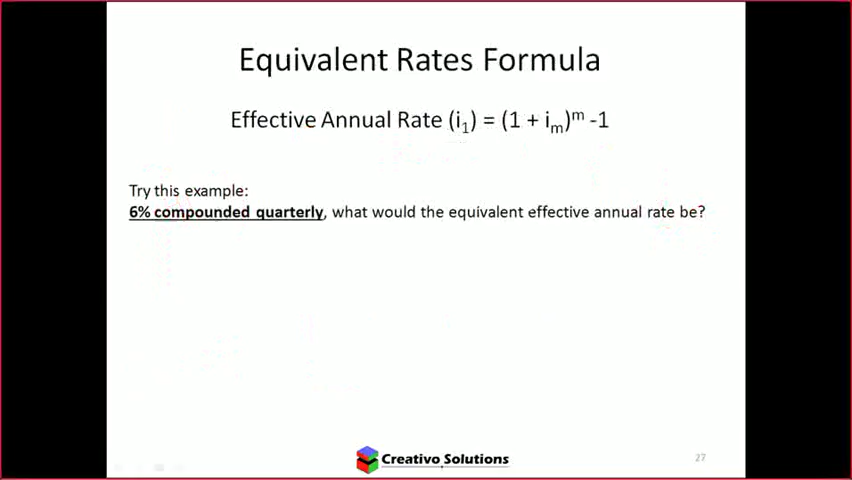 Equivalent Rates Formula
Effective Annual Rate (i₁) = (1 + iₘ)ᵐ -1
Try this example:
6% compounded quarterly, what would the equivalent effective annual rate be?
Creativo Solutions
27